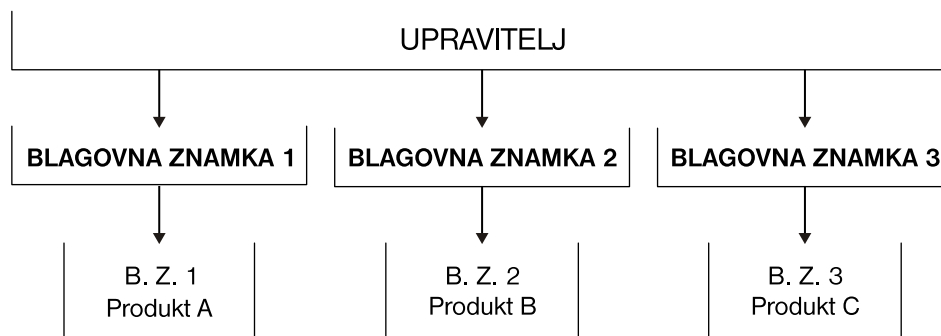 UPRAVITELJ
BLAGOVNA ZNAMKA 1
BLAGOVNA ZNAMKA 2
BLAGOVNA ZNAMKA 3
B. Z. 1
Produkt A
B. Z. 2
Produkt B
B. Z. 3
Produkt C